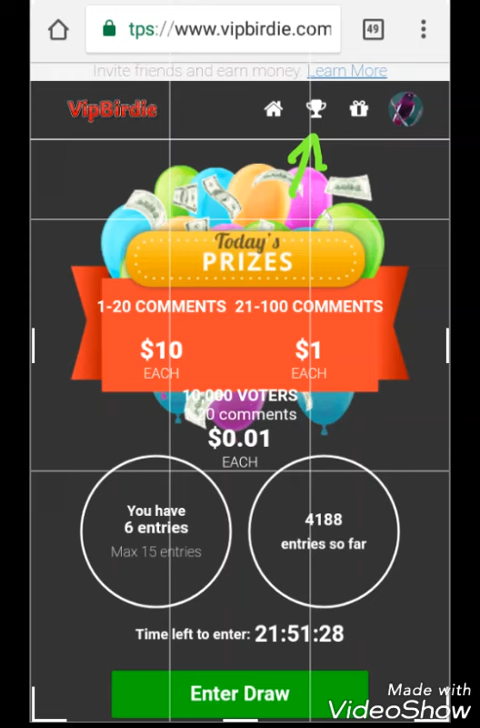 tps://www.vipbirdie.com
49
Invite friends and earn money Learn More
VipBirdie
Today's
PRIZES
1-20 COMMENTS 21-100 COMMENTS
$10 $1
EACH EACH
10,000 VOTERS
comments
$0.01
EACH
You have
6 entries
Max 15 entries
4188
entries so far
Time left to enter: 21:51:28
Enter Draw
Made with
VideoShow